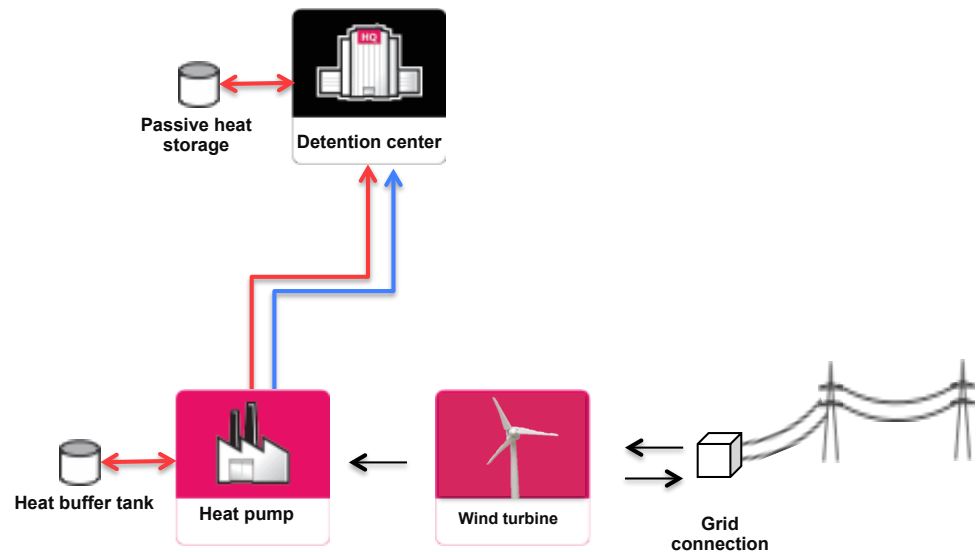 HQ
Passive heat
storage
Detention center
Heat buffer tank
Heat pump
Wind turbine
Grid
connection